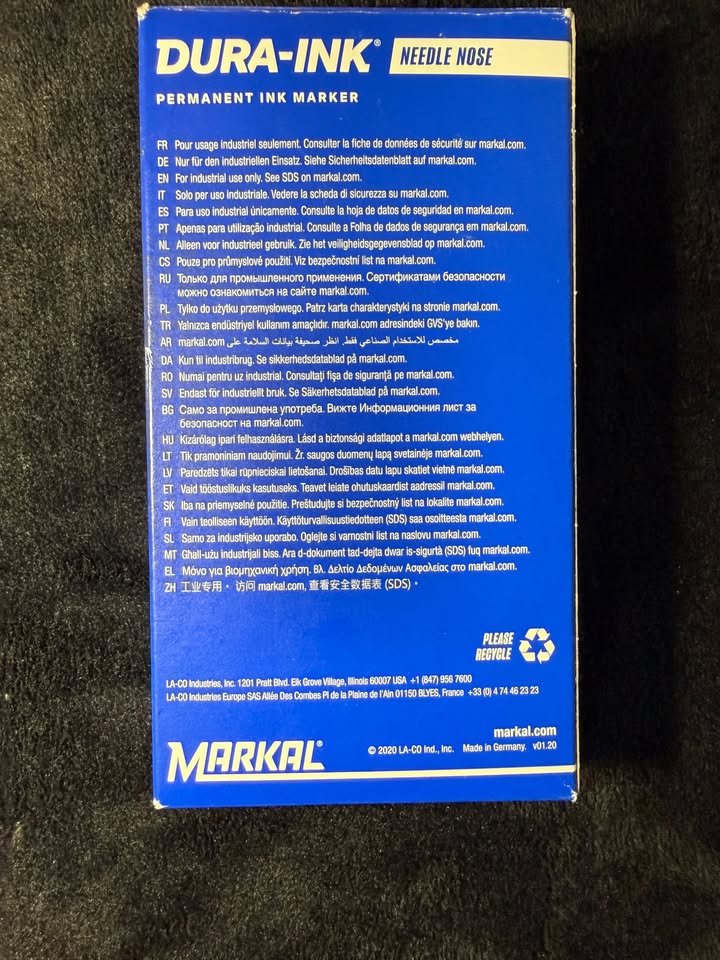 DURA-INK® NEEDLE NOSE
PERMANENT INK MARKER
FR Pour usage industriel seulement. Consulter la fiche de données de sécurité sur markal.com.
DE Nur für den industriellen Einsatz. Siehe Sicherheitsdatenblatt auf markal.com.
EN For industrial use only. See SDS on markal.com.
IT Solo per uso industriale. Vedere la scheda di sicurezza su markal.com.
ES Para uso industrial únicamente. Consulte la hoja de datos de seguridad en markal.com.
PT Apenas para utilização industrial. Consulte a Folha de dados de segurança em markal.com.
NL Alleen voor industrieel gebruik. Zie het veiligheidsgegevensblad op markal.com.
CS Pouze pro průmyslové použití. Viz bezpečnostní list na markal.com.
RU Только для промышленного применения. Сертификатами безопасности
можно ознакомиться на сайте markal.com.
PL Tylko do użytku przemysłowego. Patrz karta charakterystyki na stronie markal.com.
TR Yalnızca endüstriyel kullanım amaçlıdır. markal.com adresindeki GVS'ye bakın.
AR مخصص للاستخدام الصناعي فقط. انظر صحيفة بيانات السلامة على markal.com
DA Kun til industribrug. Se sikkerhedsdatablad på markal.com.
RO Numai pentru uz industrial. Consultați fișa de siguranță pe markal.com.
SV Endast för industriellt bruk. Se Säkerhetsdatablad på markal.com.
BG Само за промишлена употреба. Вижте Информационния лист за
безопасност на markal.com.
HU Kizárólag ipari felhasználásra. Lásd a biztonsági adatlapot a markal.com webhelyen.
LT Tik pramoniniam naudojimui. Žr. saugos duomenų lapą svetainėje markal.com.
LV Paredzēts tikai rūpnieciskai lietošanai. Drošības datu lapu skatiet vietnē markal.com.
ET Vaid tööstuslikuks kasutuseks. Teavet leiate ohutuskaardist aadressil markal.com.
SK Iba na priemyselné použitie. Preštudujte si bezpečnostný list na lokalite markal.com.
FI Vain teolliseen käyttöön. Käyttöturvallisuustiedotteen (SDS) saa osoitteesta markal.com.
SL Samo za industrijsko uporabo. Oglejte si varnostni list na naslovu markal.com.
MT Għall-użu industrijali biss. Ara d-dokument tad-dejta dwar is-sigurtà (SDS) fuq markal.com.
EL Μόνο για βιομηχανική χρήση. Βλ. Δελτίο Δεδομένων Ασφαλείας στο markal.com.
ZH 工业专用。 访问 markal.com, 查看安全数据表 (SDS)。
PLEASE
RECYCLE
LA-CO Industries, Inc. 1201 Pratt Blvd. Elk Grove Village, Illinois 60007 USA +1 (847) 956 7600
LA-CO Industries Europe SAS Allée Des Combes PI de la Plaine de l'Ain 01150 BLYES, France +33 (0) 4 74 46 23 23
markal.com
MARKAL® © 2020 LA-CO Ind., Inc. Made in Germany. v01.20